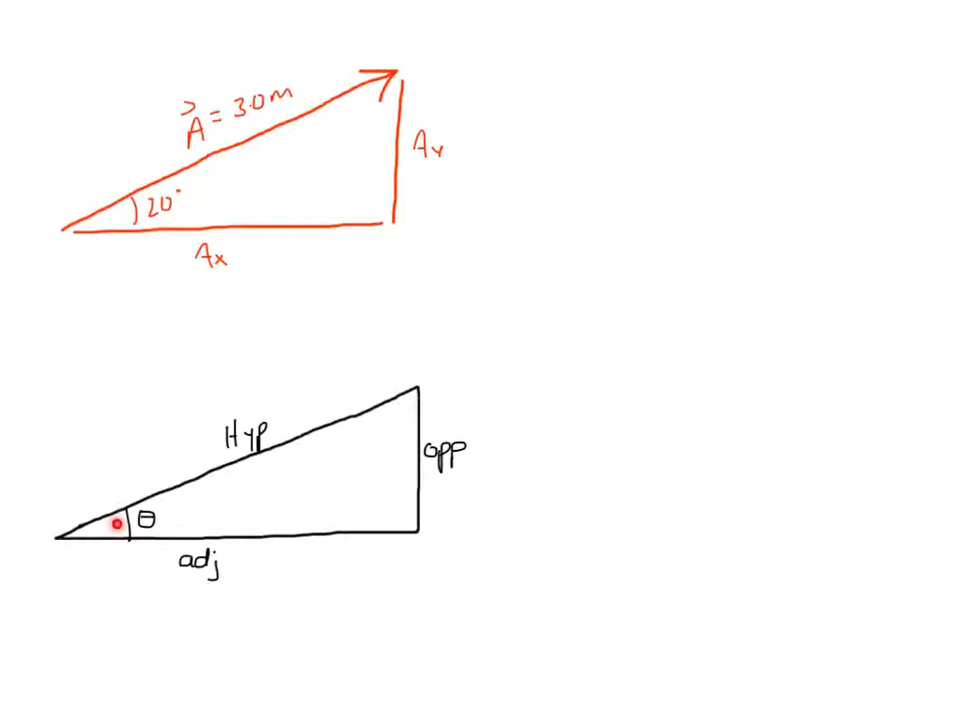 A⃗ = 3.0m
Ay
20°
Ax
Hyp
opp
θ
adj